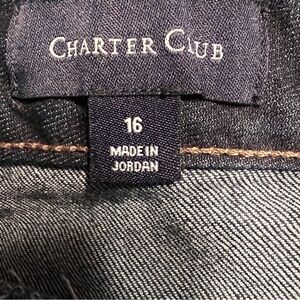 CHARTER CLUB
16
MADE IN
JORDAN